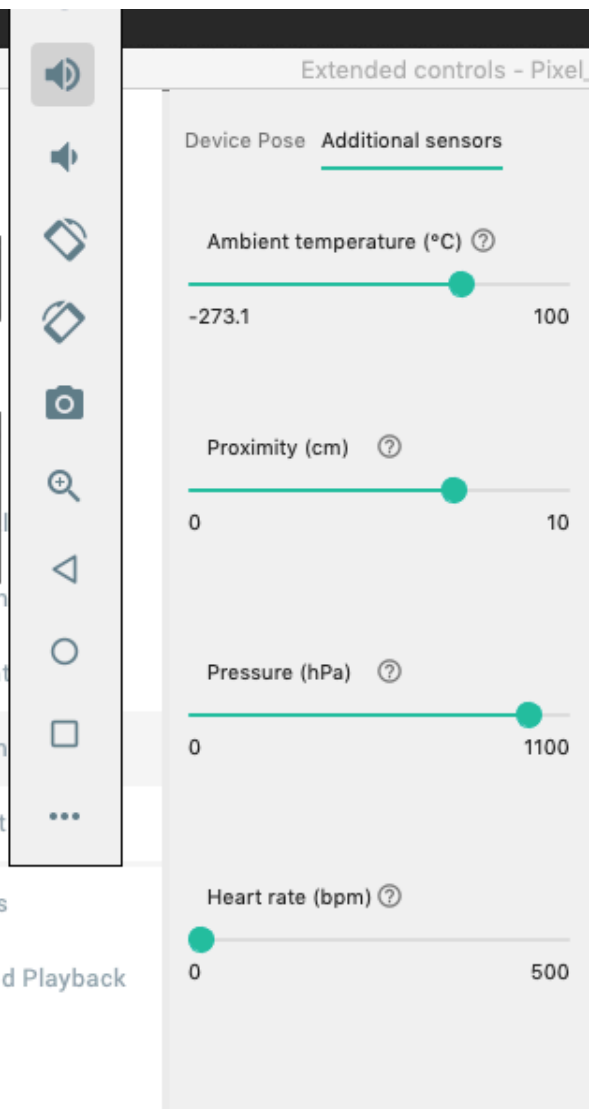 Extended controls - Pixel_
Device Pose Additional sensors
Ambient temperature (°C) ?
-273.1 100
Proximity (cm) ?
0 10
Pressure (hPa) ?
0 1100
Heart rate (bpm) ?
0 500
d Playback